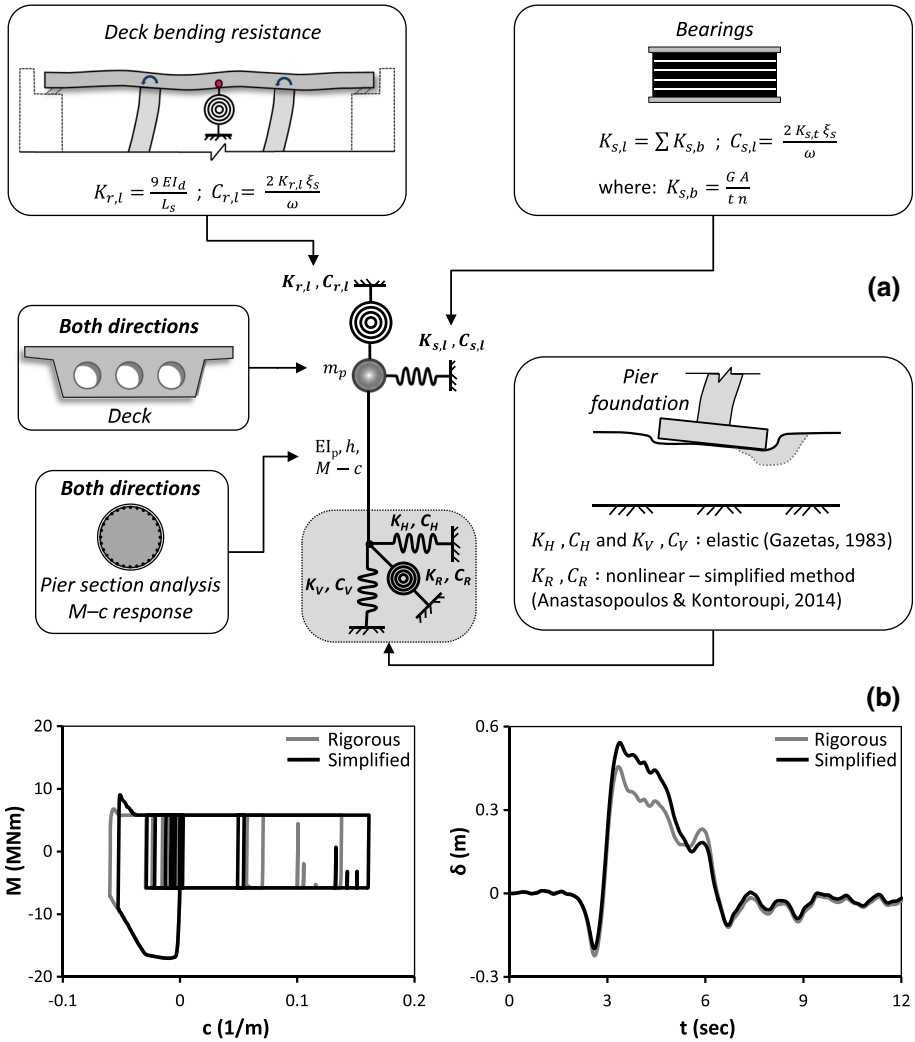 Deck bending resistance
K_{r,l} = \frac{9 EI_d}{L_s} ; C_{r,l} = \frac{2 K_{r,l} ξ_s}{ω}
Bearings
K_{s,l} = ∑ K_{s,b} ; C_{s,l} = \frac{2 K_{s,t} ξ_s}{ω}
where: K_{s,b} = \frac{G A}{t n}
(a)
K_{r,l} , C_{r,l}
K_{s,l} , C_{s,l}
m_p
Both directions
Deck
EI_p, h,
M – c
Both directions
Pier section analysis
M–c response
K_H, C_H
K_V, C_V
K_R, C_R
Pier
foundation
K_H , C_H and K_V , C_V : elastic (Gazetas, 1983)
K_R , C_R : nonlinear – simplified method
(Anastasopoulos & Kontoroupi, 2014)
(b)
20
10
0
-10
-20
M (MNm)
-0.1 0 0.1 0.2
c (1/m)
Rigorous
Simplified
0.6
0.3
0
-0.3
δ (m)
0 3 6 9 12
t (sec)
Rigorous
Simplified